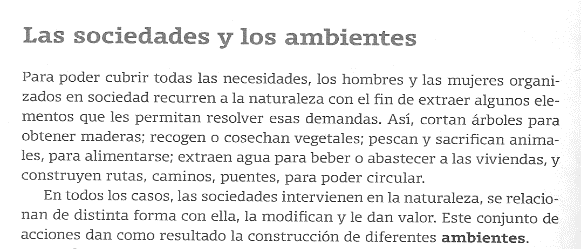 Las sociedades y los ambientes
Para poder cubrir todas las necesidades, los hombres y las mujeres organi-
zados en sociedad recurren a la naturaleza con el fin de extraer algunos ele-
mentos que les permitan resolver esas demandas. Así, cortan árboles para
obtener maderas; recogen o cosechan vegetales; pescan y sacrifican anima-
les, para alimentarse; extraen agua para beber o abastecer a las viviendas, y
construyen rutas, caminos, puentes, para poder circular.
En todos los casos, las sociedades intervienen en la naturaleza, se relacio-
nan de distinta forma con ella, la modifican y le dan valor. Este conjunto de
acciones dan como resultado la construcción de diferentes ambientes.